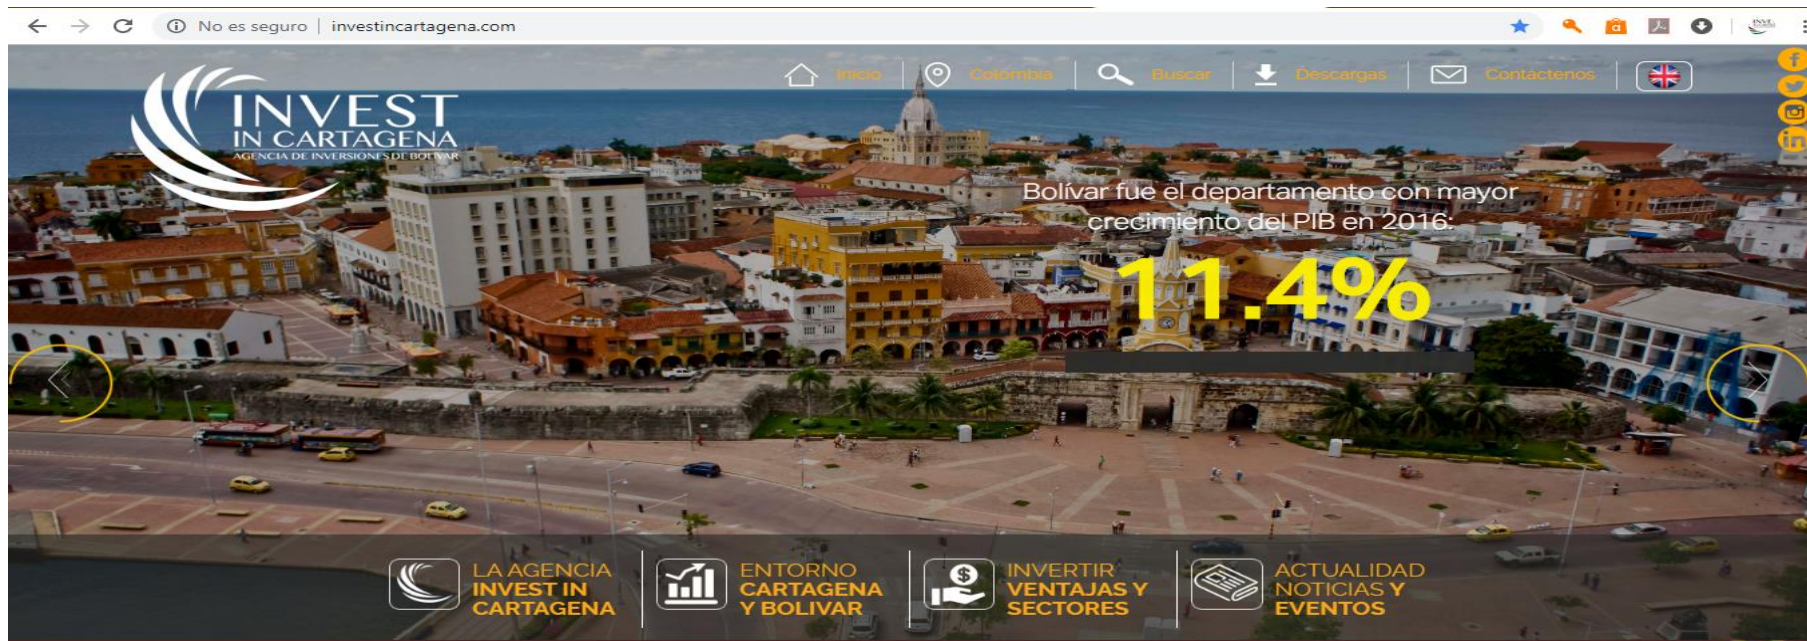 No es seguro | investincartagena.com
Inicio
Colombia
Buscar
Descargas
Contáctenos
INVEST
IN CARTAGENA
AGENCIA DE INVERSIONES DE BOLIVAR
Bolívar fue el departamento con mayor
crecimiento del PIB en 2016:
11.4%
LA AGENCIA
INVEST IN
CARTAGENA
ENTORNO
CARTAGENA
Y BOLIVAR
INVERTIR
VENTAJAS Y
SECTORES
ACTUALIDAD
NOTICIAS Y
EVENTOS